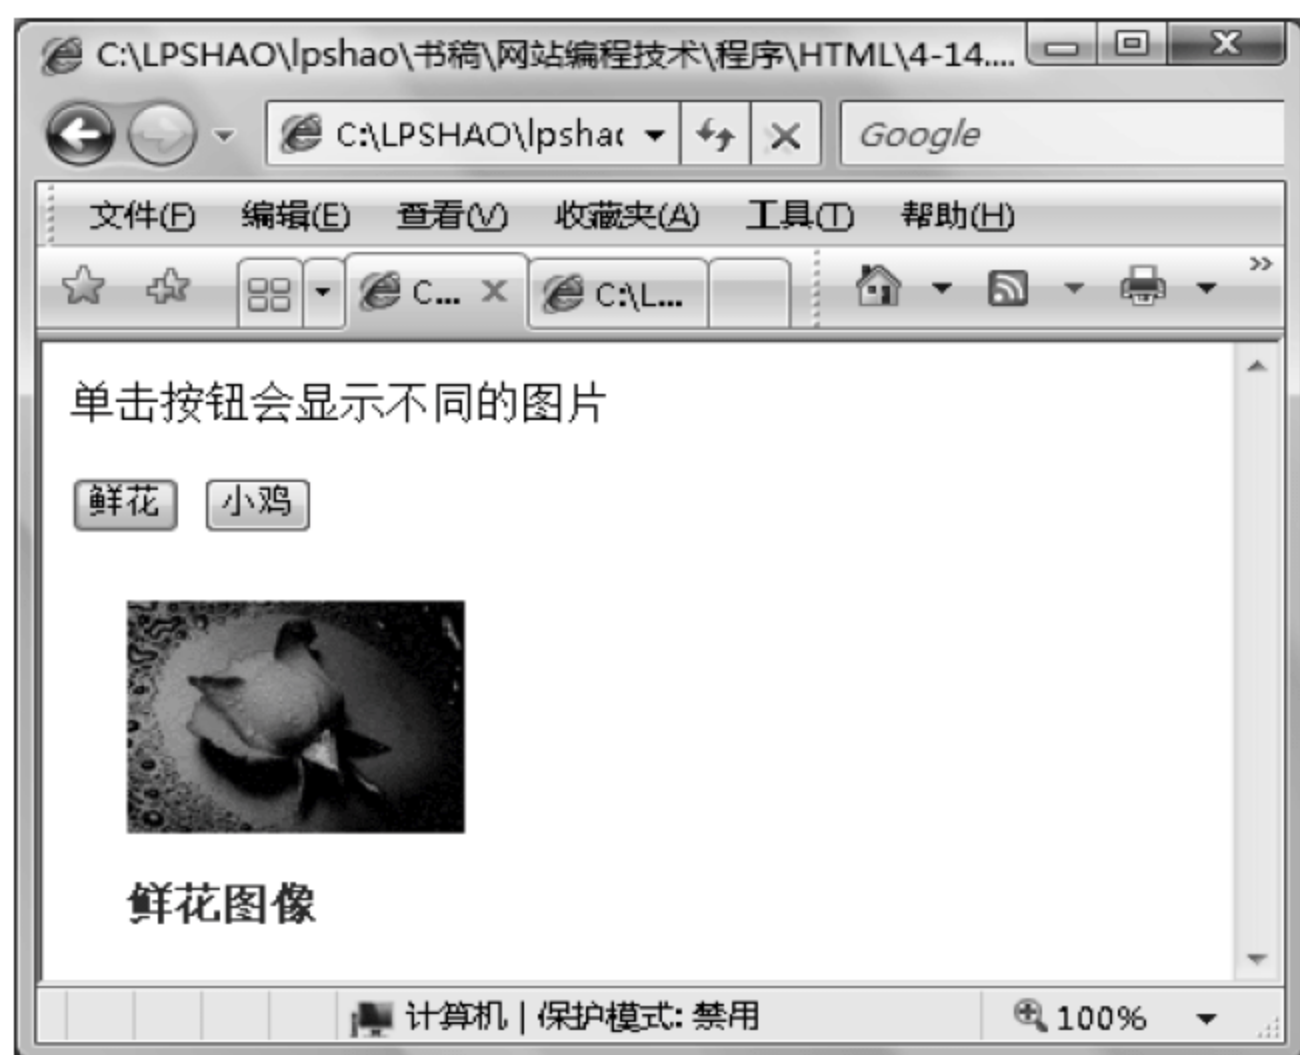 C:\LPSHAO\lpshao\书稿\网站编程技术\程序\HTML\4-14....
C:\LPSHAO\lpshac Google
文件(F) 编辑(E) 查看(V) 收藏夹(A) 工具(T) 帮助(H)
C... C:\L... »
单击按钮会显示不同的图片
鲜花 小鸡
鲜花图像
计算机 | 保护模式: 禁用 100%